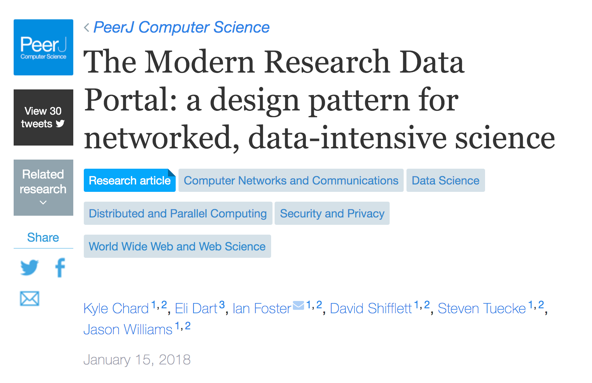 PeerJ
Computer Science
‹ PeerJ Computer Science
The Modern Research Data
Portal: a design pattern for
networked, data-intensive science
View 30
tweets
Related
research
Research article
Computer Networks and Communications
Data Science
Distributed and Parallel Computing
Security and Privacy
World Wide Web and Web Science
Share
Kyle Chard 1, 2, Eli Dart 3, Ian Foster 1, 2, David Shifflett 1, 2, Steven Tuecke 1, 2,
Jason Williams 1, 2
January 15, 2018